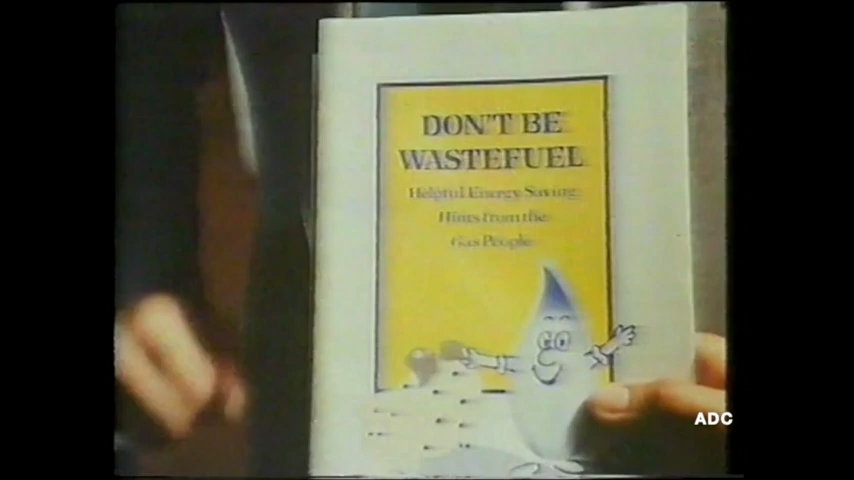 DON'T BE
WASTEFUEL
Helpful Energy Saving
Hints from the
Gas People
ADC